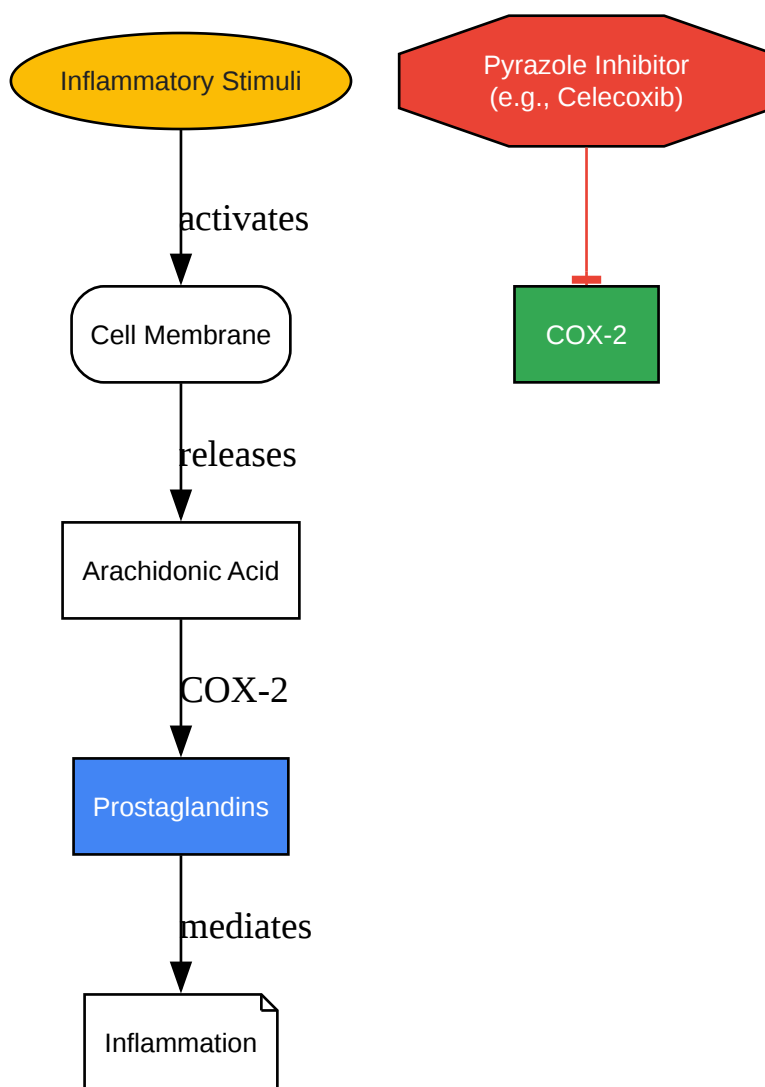 Inflammatory Stimuli
Pyrazole Inhibitor
(e.g., Celecoxib)
activates
Cell Membrane
COX-2
releases
Arachidonic Acid
COX-2
Prostaglandins
mediates
Inflammation